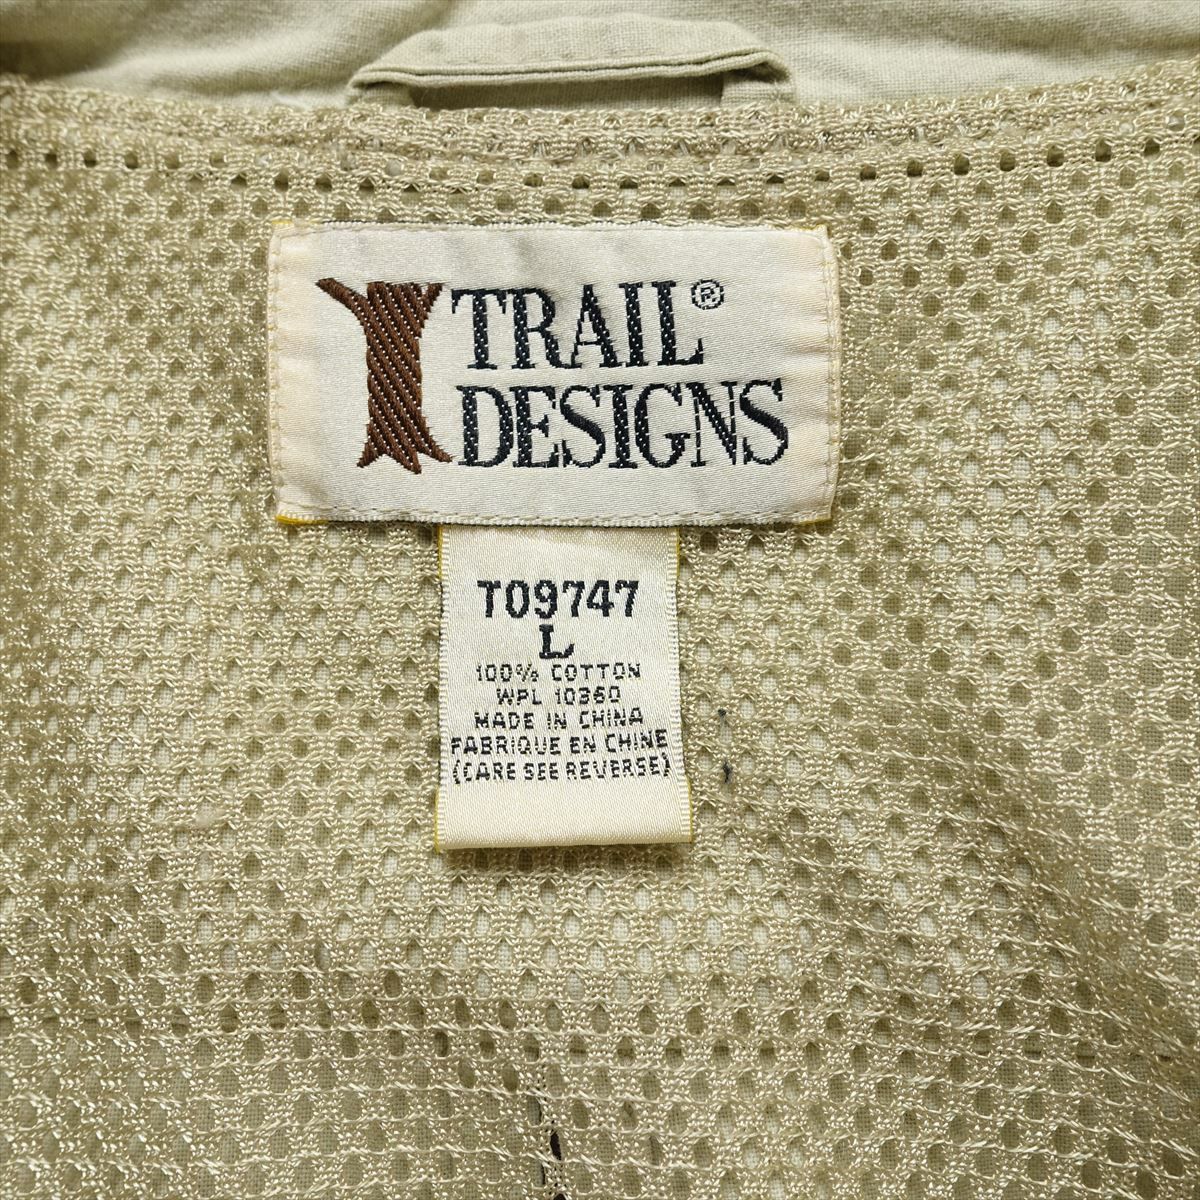 TRAIL®
DESIGNS
T09747
L
100% COTTON
WPL 10360
MADE IN CHINA
FABRIQUE EN CHINE
(CARE SEE REVERSE)